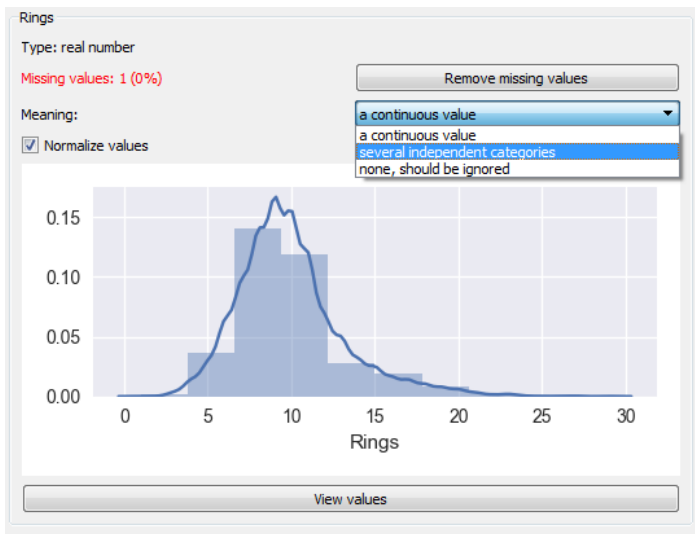 Rings
Type: real number
Missing values: 1 (0%)
Remove missing values
Meaning:
a continuous value
a continuous value
several independent categories
none, should be ignored
Normalize values
0.15
0.10
0.05
0.00
0 5 10 15 20 25 30
Rings
View values